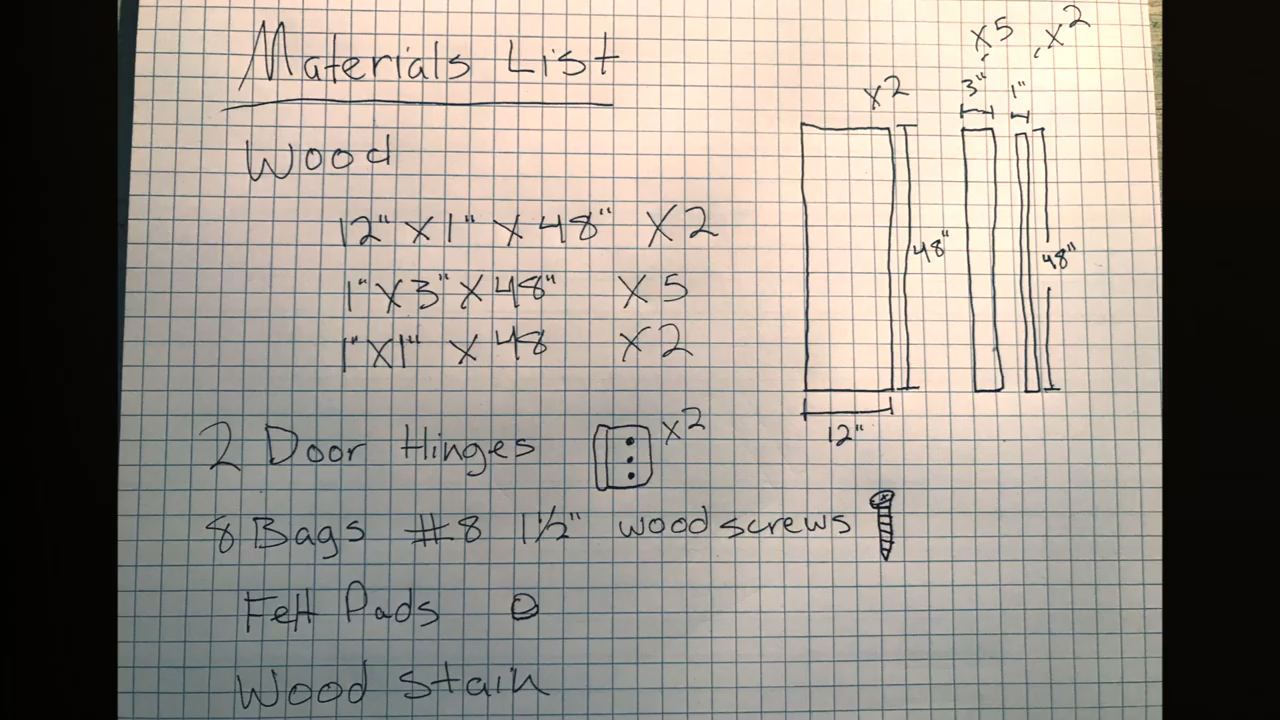 Materials List
Wood
12" X 1" X 48" X2
1" X 3" X 48" X 5
1" X 1" X 48 X2
2 Door Hinges X2
8 Bags #8 1½" wood screws
Felt Pads
Wood Stain
X2
X5
X2
3"
1"
48"
48"
12"